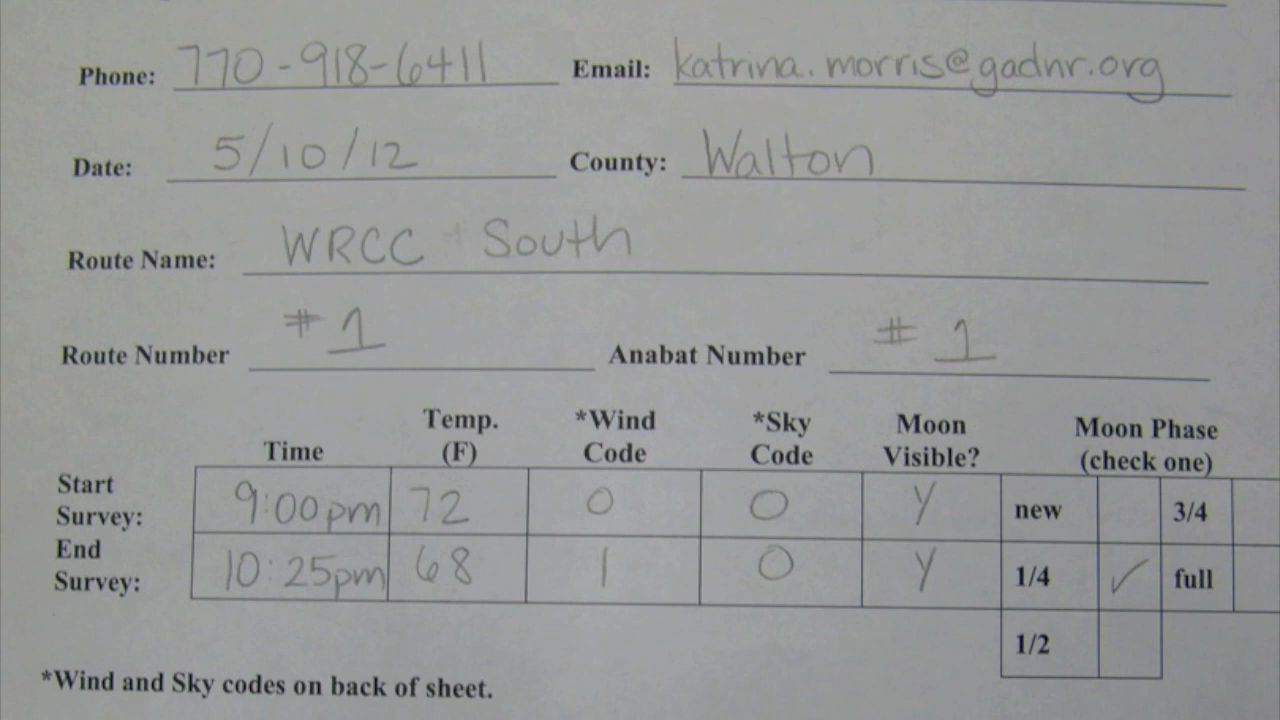 Phone: 770-918-6411 Email: katrina.morris@gadnr.org
Date: 5/10/12 County: Walton
Route Name: WRCC South
Route Number #1 Anabat Number #1
Time Temp. (F) *Wind Code *Sky Code Moon Visible? Moon Phase (check one)
Start Survey: 9:00pm 72 0 0 Y new 3/4
End Survey: 10:25pm 68 1 0 Y 1/4 ✓ full
1/2
*Wind and Sky codes on back of sheet.